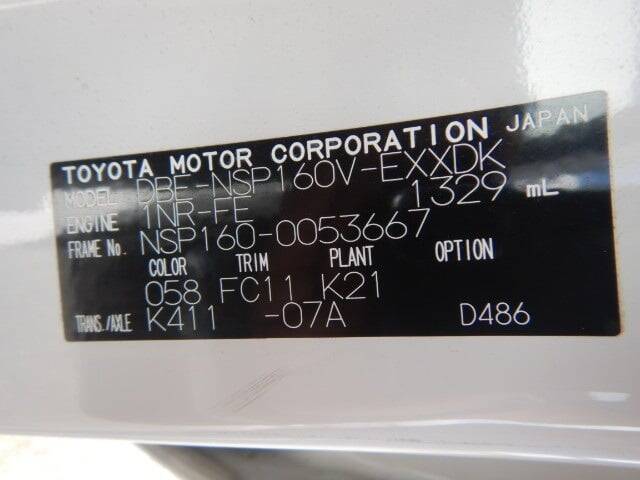 TOYOTA MOTOR CORPORATION JAPAN
MODEL DBE-NSP160V-EXXDK
ENGINE 1NR-FE 1329 mL
FRAME No. NSP160-0053667
COLOR TRIM PLANT OPTION
058 FC11 K21
TRANS./AXLE K411 -07A D486